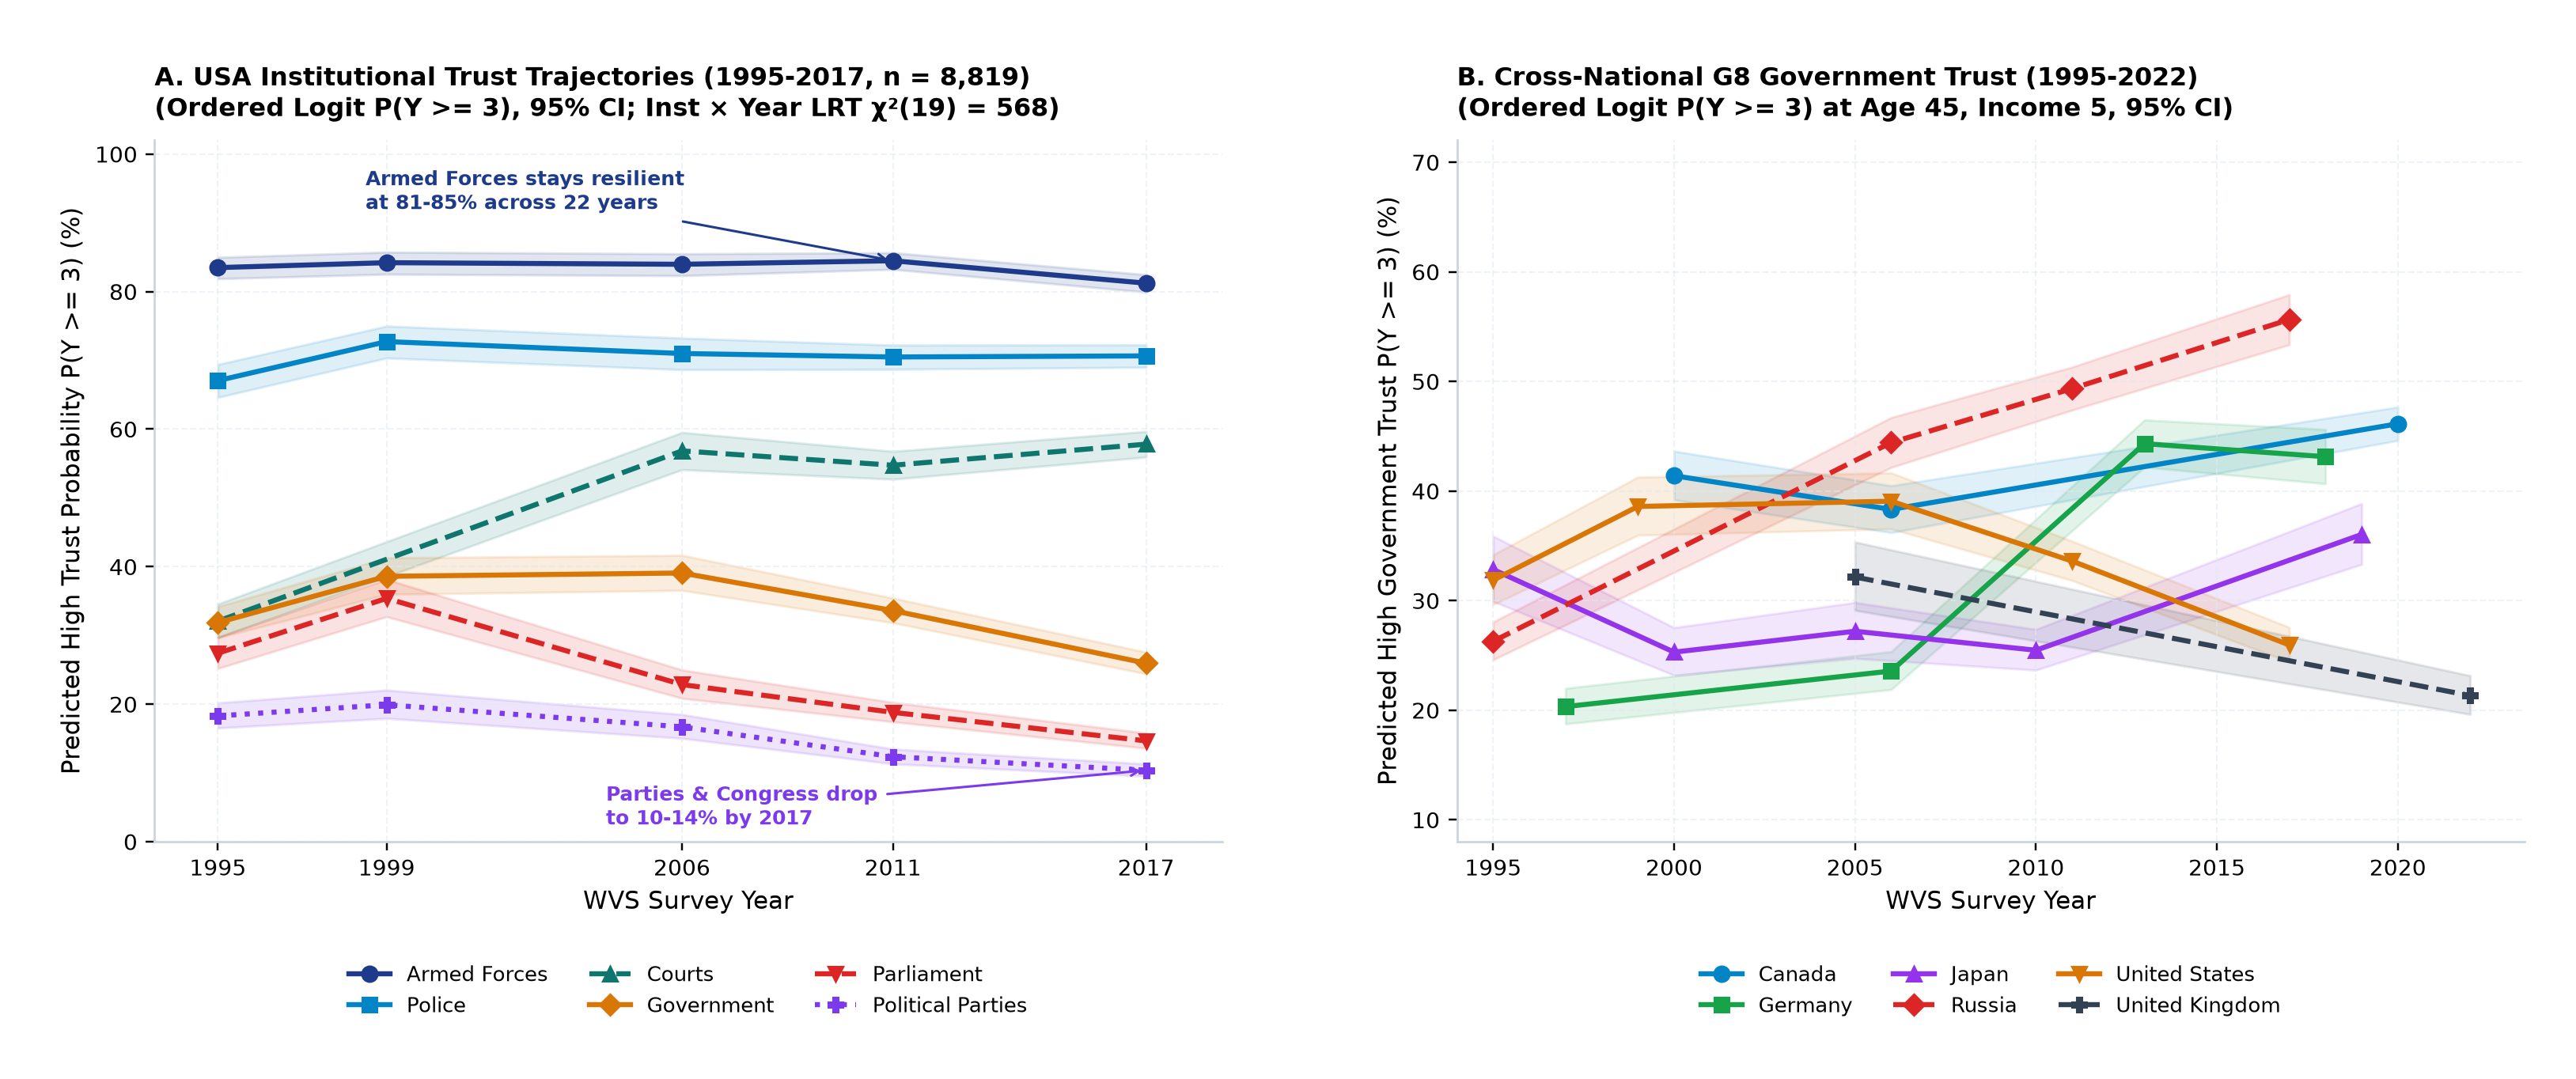 A. USA Institutional Trust Trajectories (1995-2017, n = 8,819)
(Ordered Logit P(Y >= 3), 95% CI; Inst × Year LRT χ²(19) = 568)
Predicted High Trust Probability P(Y >= 3) (%)
100
80
60
40
20
0
Armed Forces stays resilient
at 81-85% across 22 years
Parties & Congress drop
to 10-14% by 2017
1995
1999
2006
2011
2017
WVS Survey Year
Armed Forces
Police
Courts
Government
Parliament
Political Parties
B. Cross-National G8 Government Trust (1995-2022)
(Ordered Logit P(Y >= 3) at Age 45, Income 5, 95% CI)
Predicted High Government Trust P(Y >= 3) (%)
70
60
50
40
30
20
10
1995
2000
2005
2010
2015
2020
WVS Survey Year
Canada
Germany
Japan
Russia
United States
United Kingdom